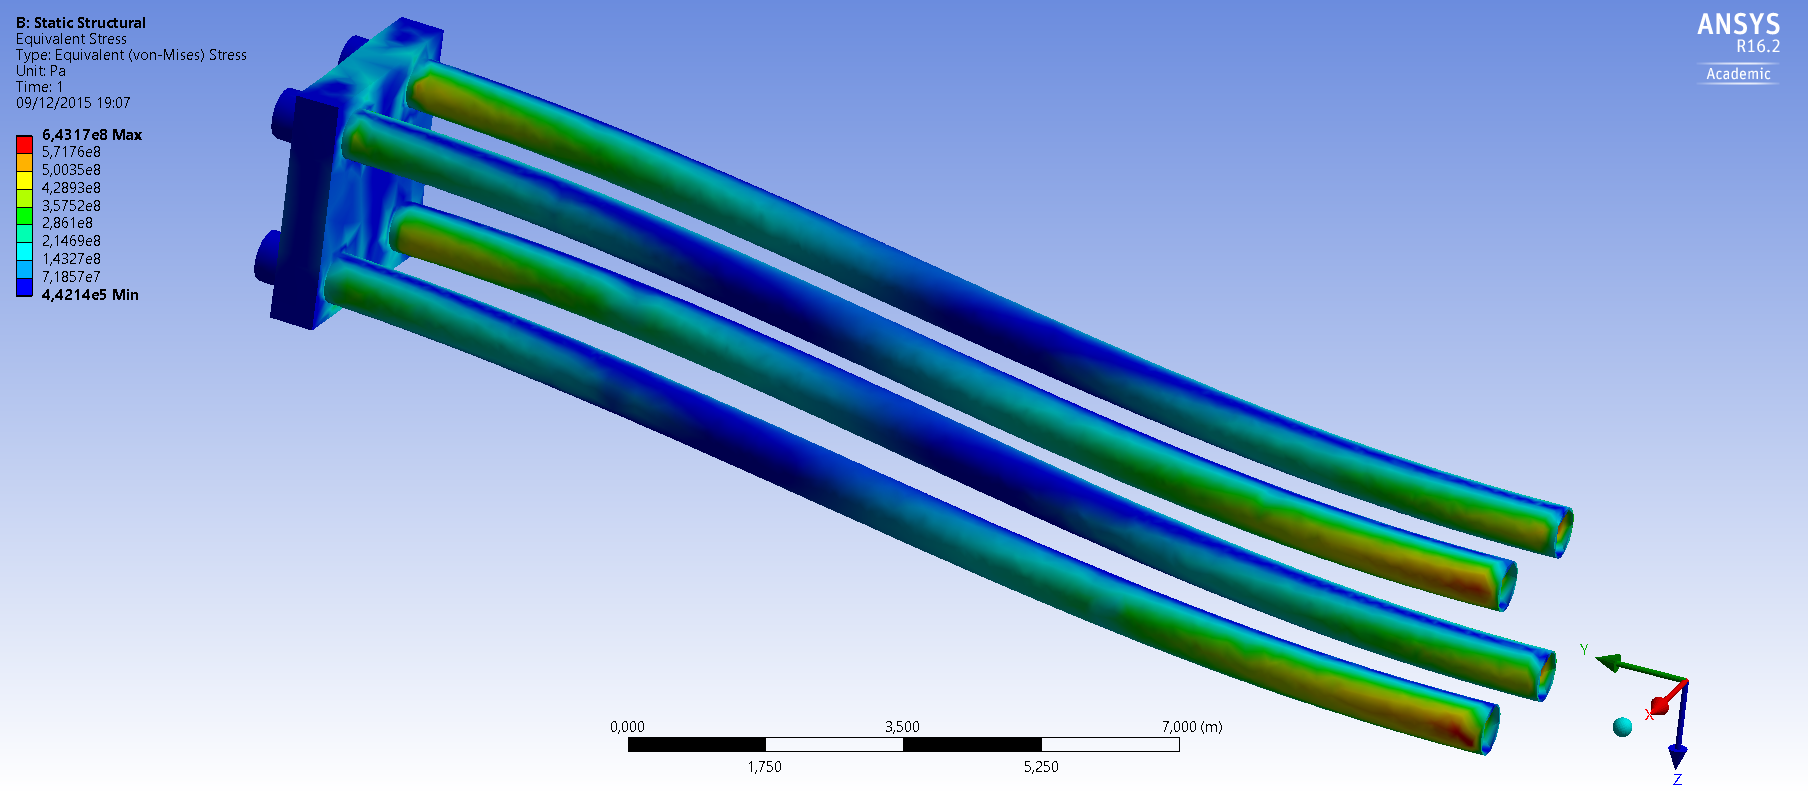 B: Static Structural
Equivalent Stress
Type: Equivalent (von-Mises) Stress
Unit: Pa
Time: 1
09/12/2015 19:07
6,4317e8 Max
5,7176e8
5,0035e8
4,2893e8
3,5752e8
2,861e8
2,1469e8
1,4327e8
7,1857e7
4,4214e5 Min
ANSYS
R16.2
Academic
0,000 3,500 7,000 (m)
1,750 5,250
Y
X
Z